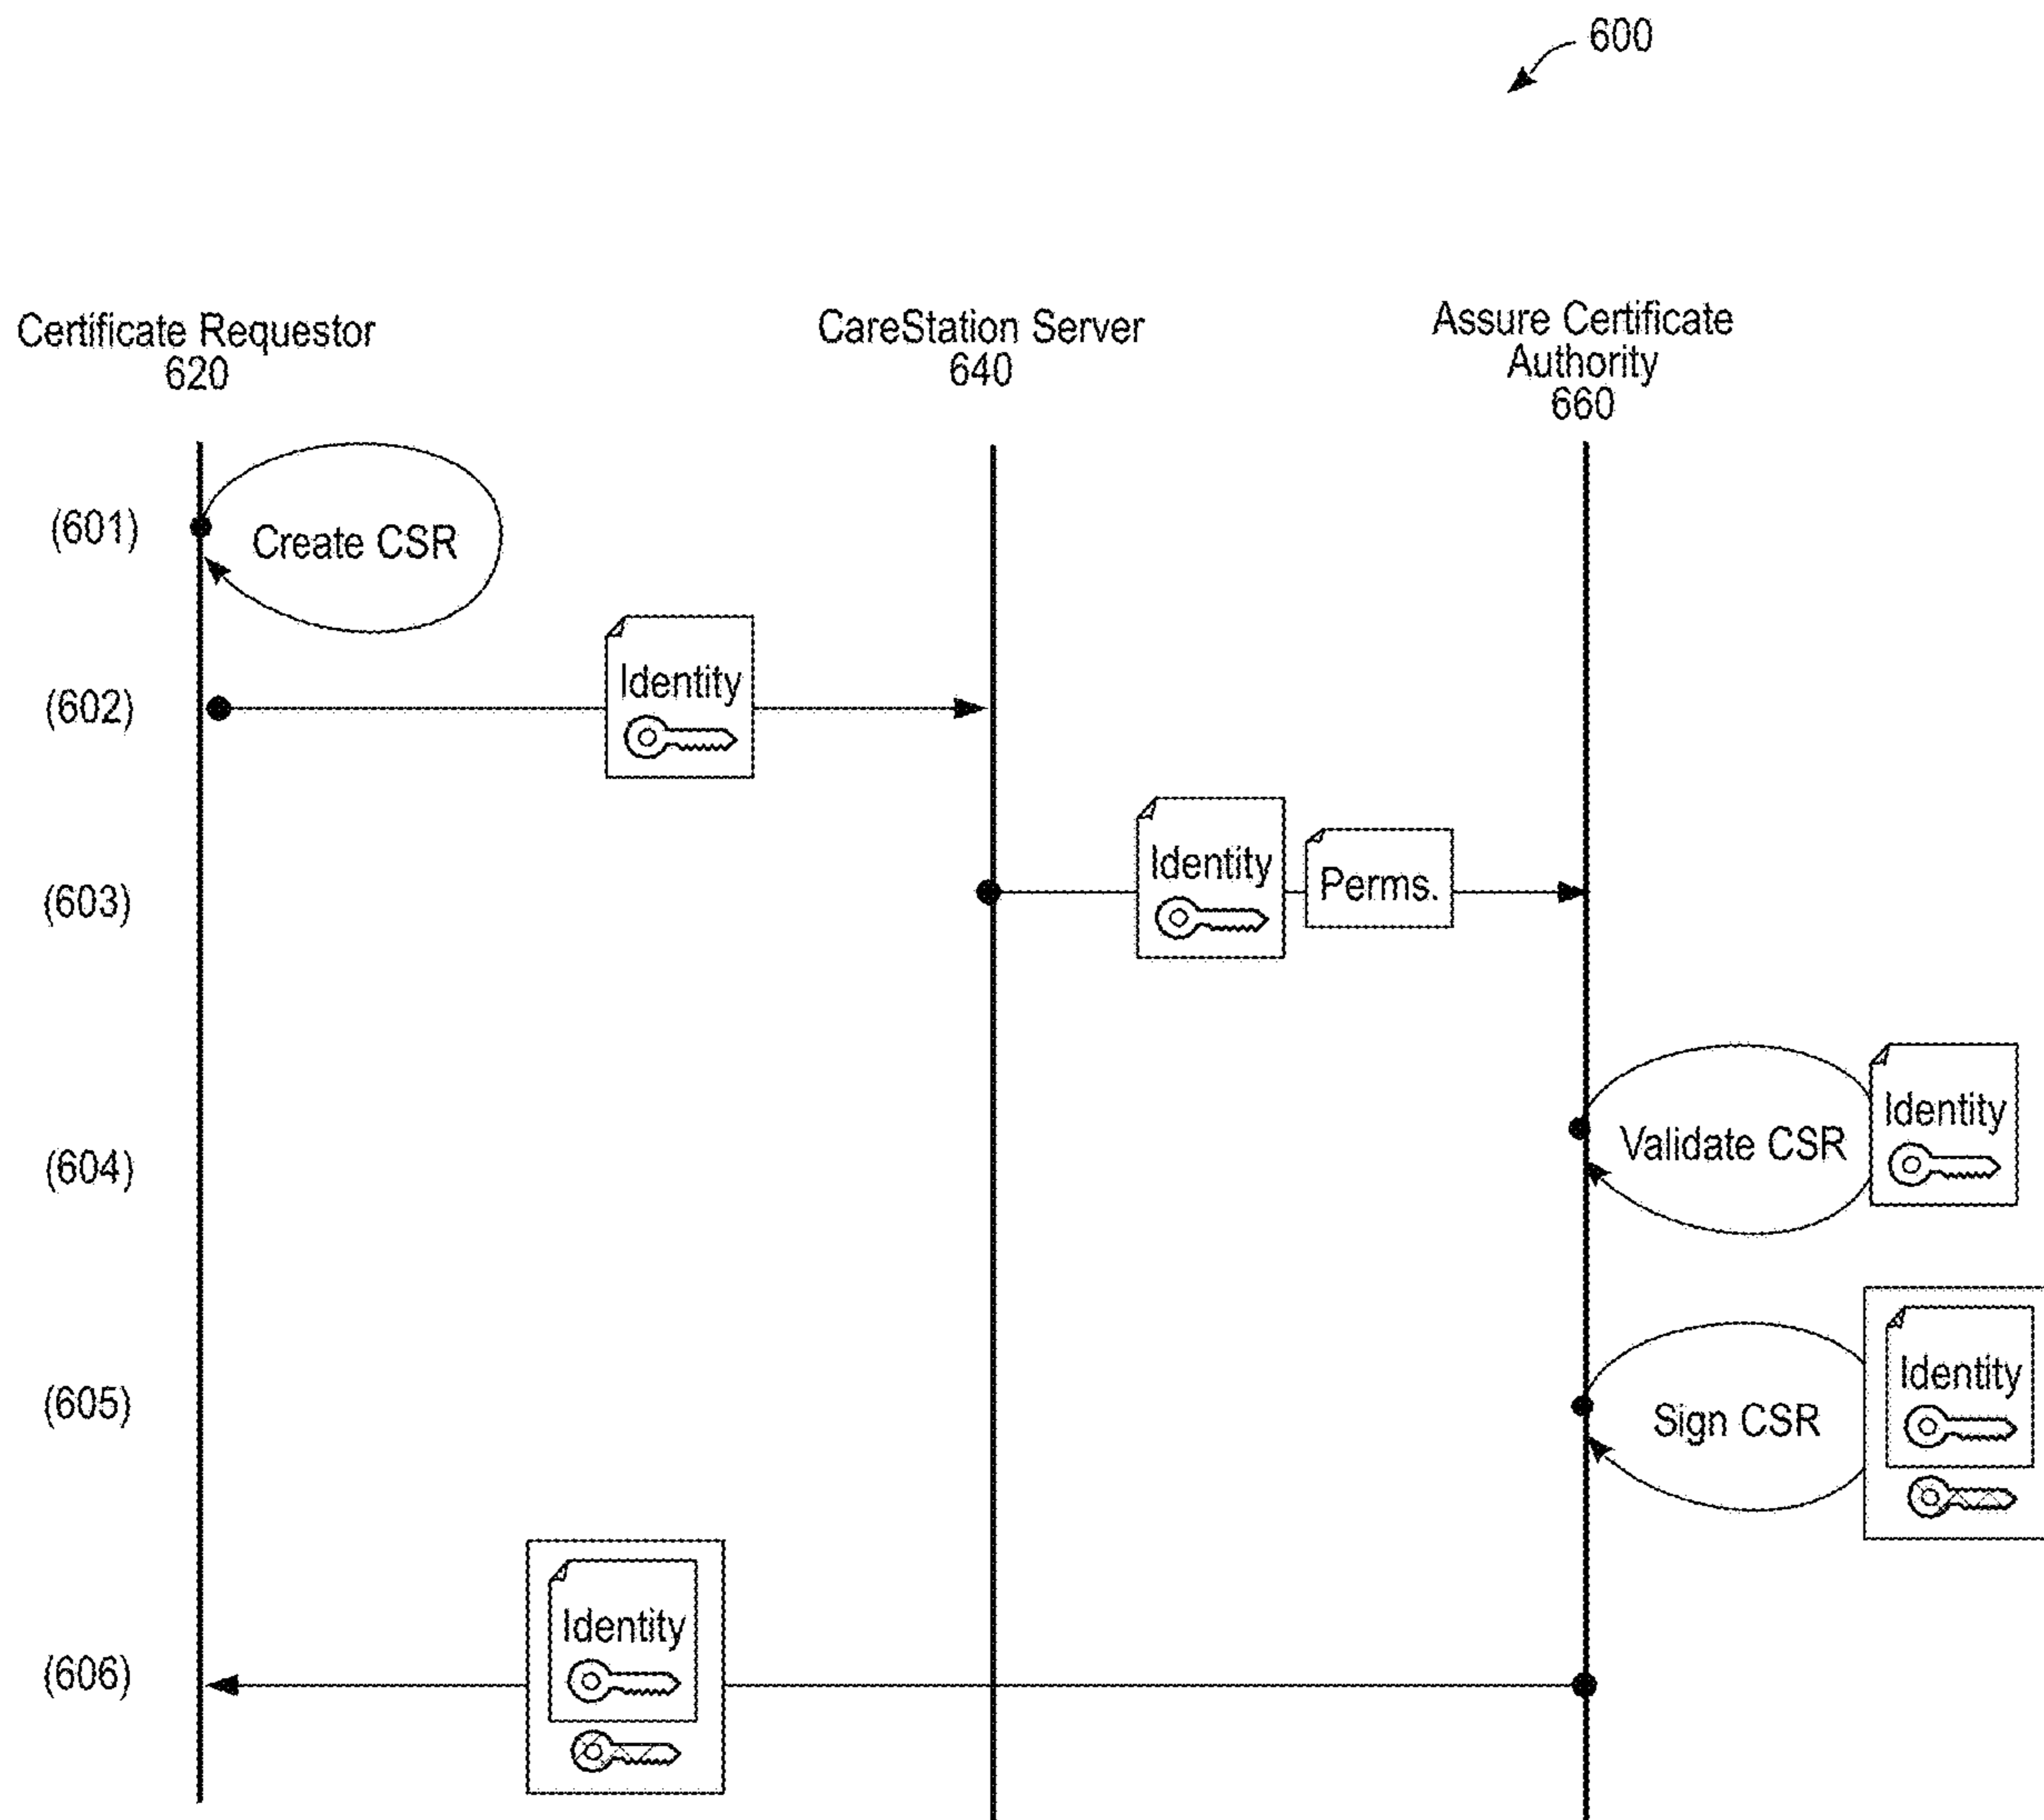 600
Certificate Requestor
620
CareStation Server
640
Assure Certificate
Authority
660
(601)
Create CSR
(602)
Identity
(603)
Identity
Perms.
(604)
Validate CSR
Identity
(605)
Sign CSR
Identity
(606)
Identity